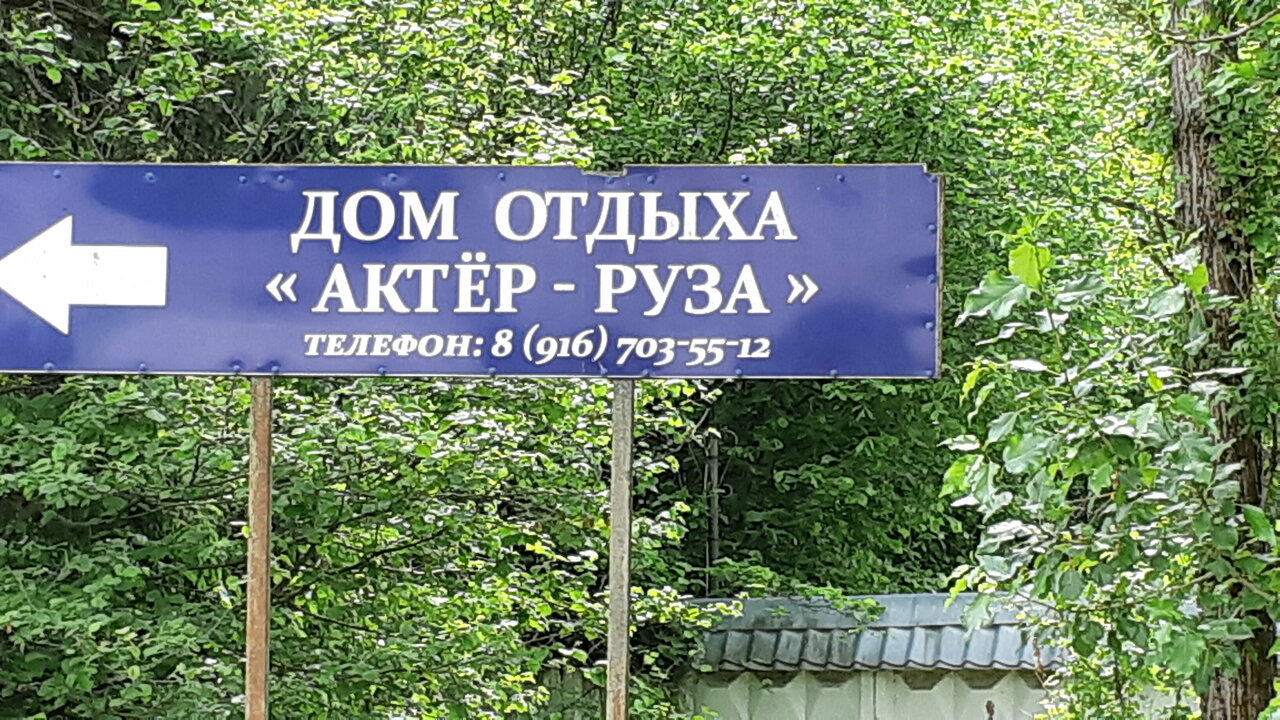 ДОМ ОТДЫХА
« АКТЁР - РУЗА »
ТЕЛЕФОН: 8 (916) 703-55-12